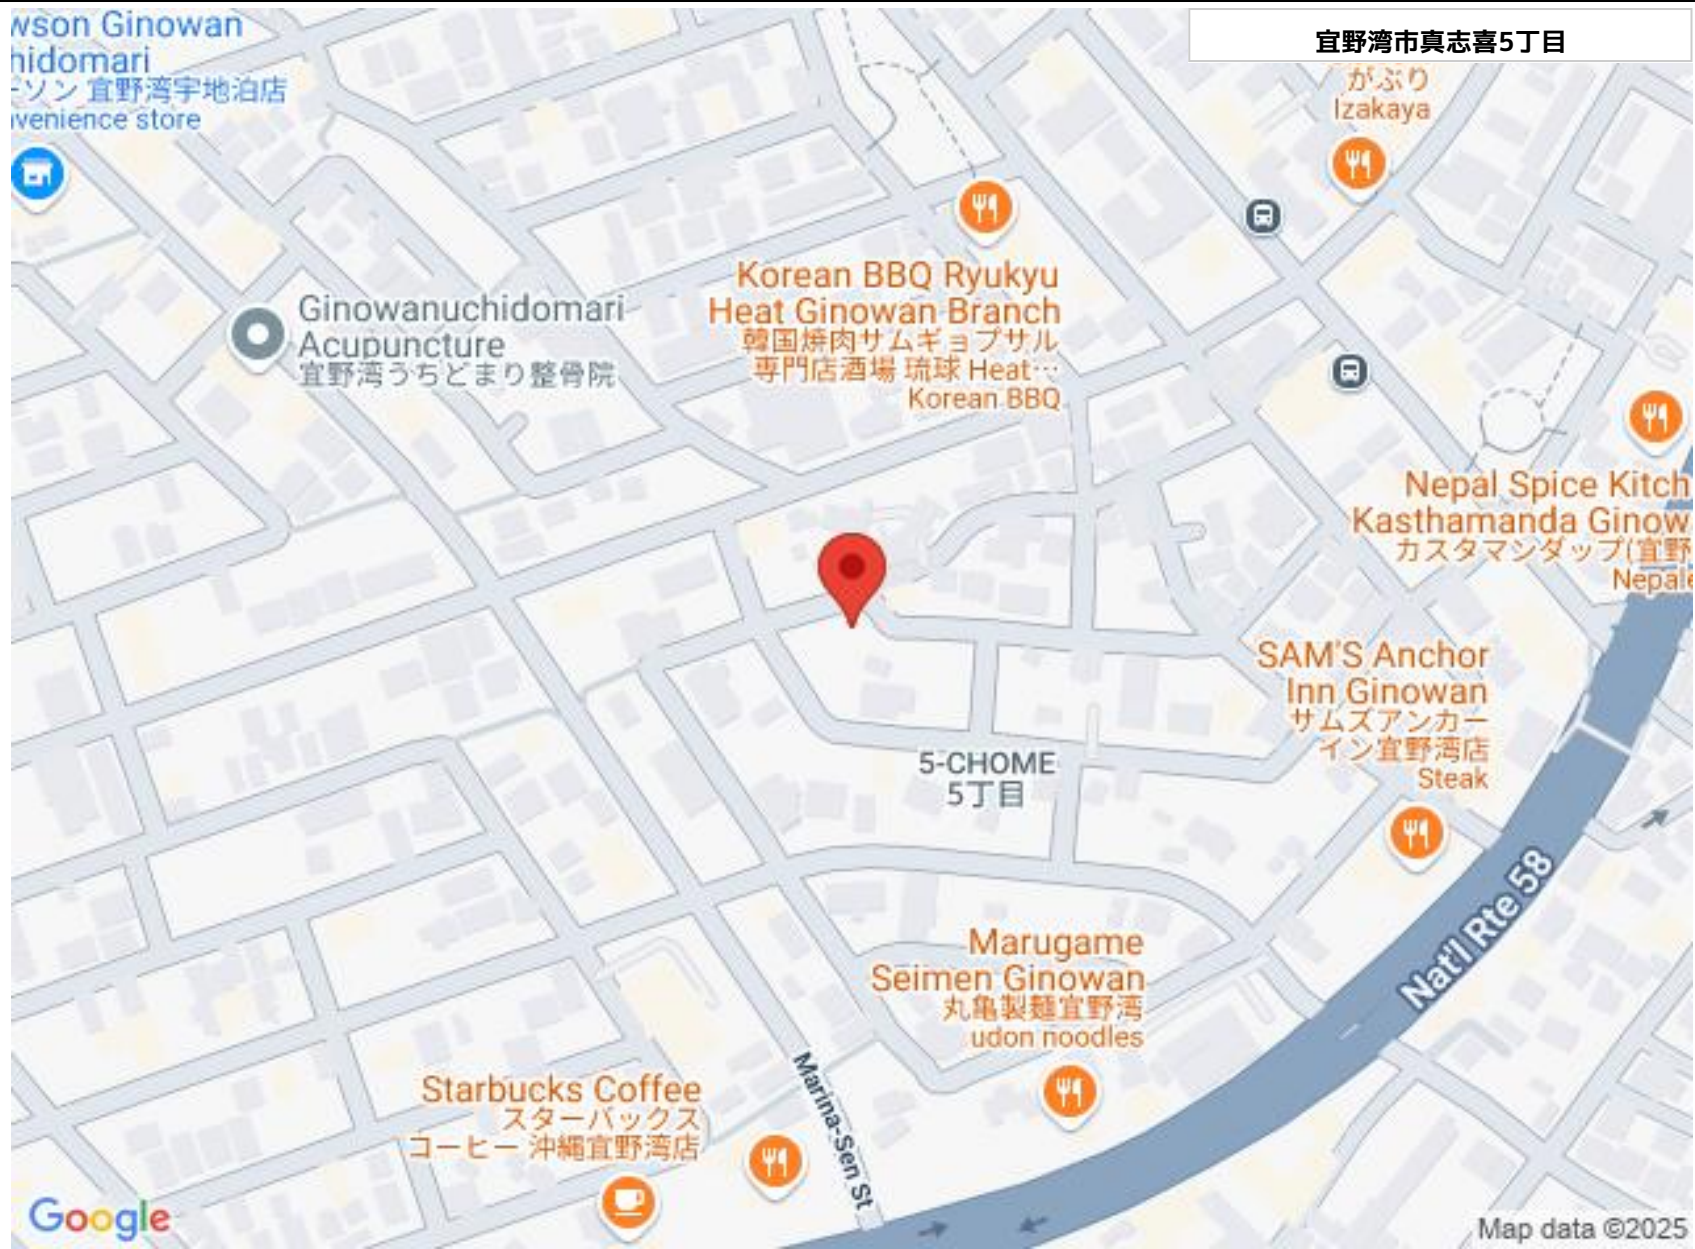 宜野湾市真志喜5丁目
wson Ginowan
hidomari
ソン 宜野湾宇地泊店
venience store
がぶり
Izakaya
Korean BBQ Ryukyu
Heat Ginowan Branch
韓国焼肉サムギョプサル
専門店酒場 琉球 Heat…
Korean BBQ
Ginowanuchidomari
Acupuncture
宜野湾うちどまり整骨院
Nepal Spice Kitch
Kasthamanda Ginow
カスタマンダップ(宜野
Nepale
SAM'S Anchor
Inn Ginowan
サムズアンカー
イン宜野湾店
Steak
5-CHOME
5丁目
Nat'l Rte 58
Marugame
Seimen Ginowan
丸亀製麺宜野湾
udon noodles
Marina-Sen St
Starbucks Coffee
スターバックス
コーヒー 沖縄宜野湾店
Google
Map data ©2025